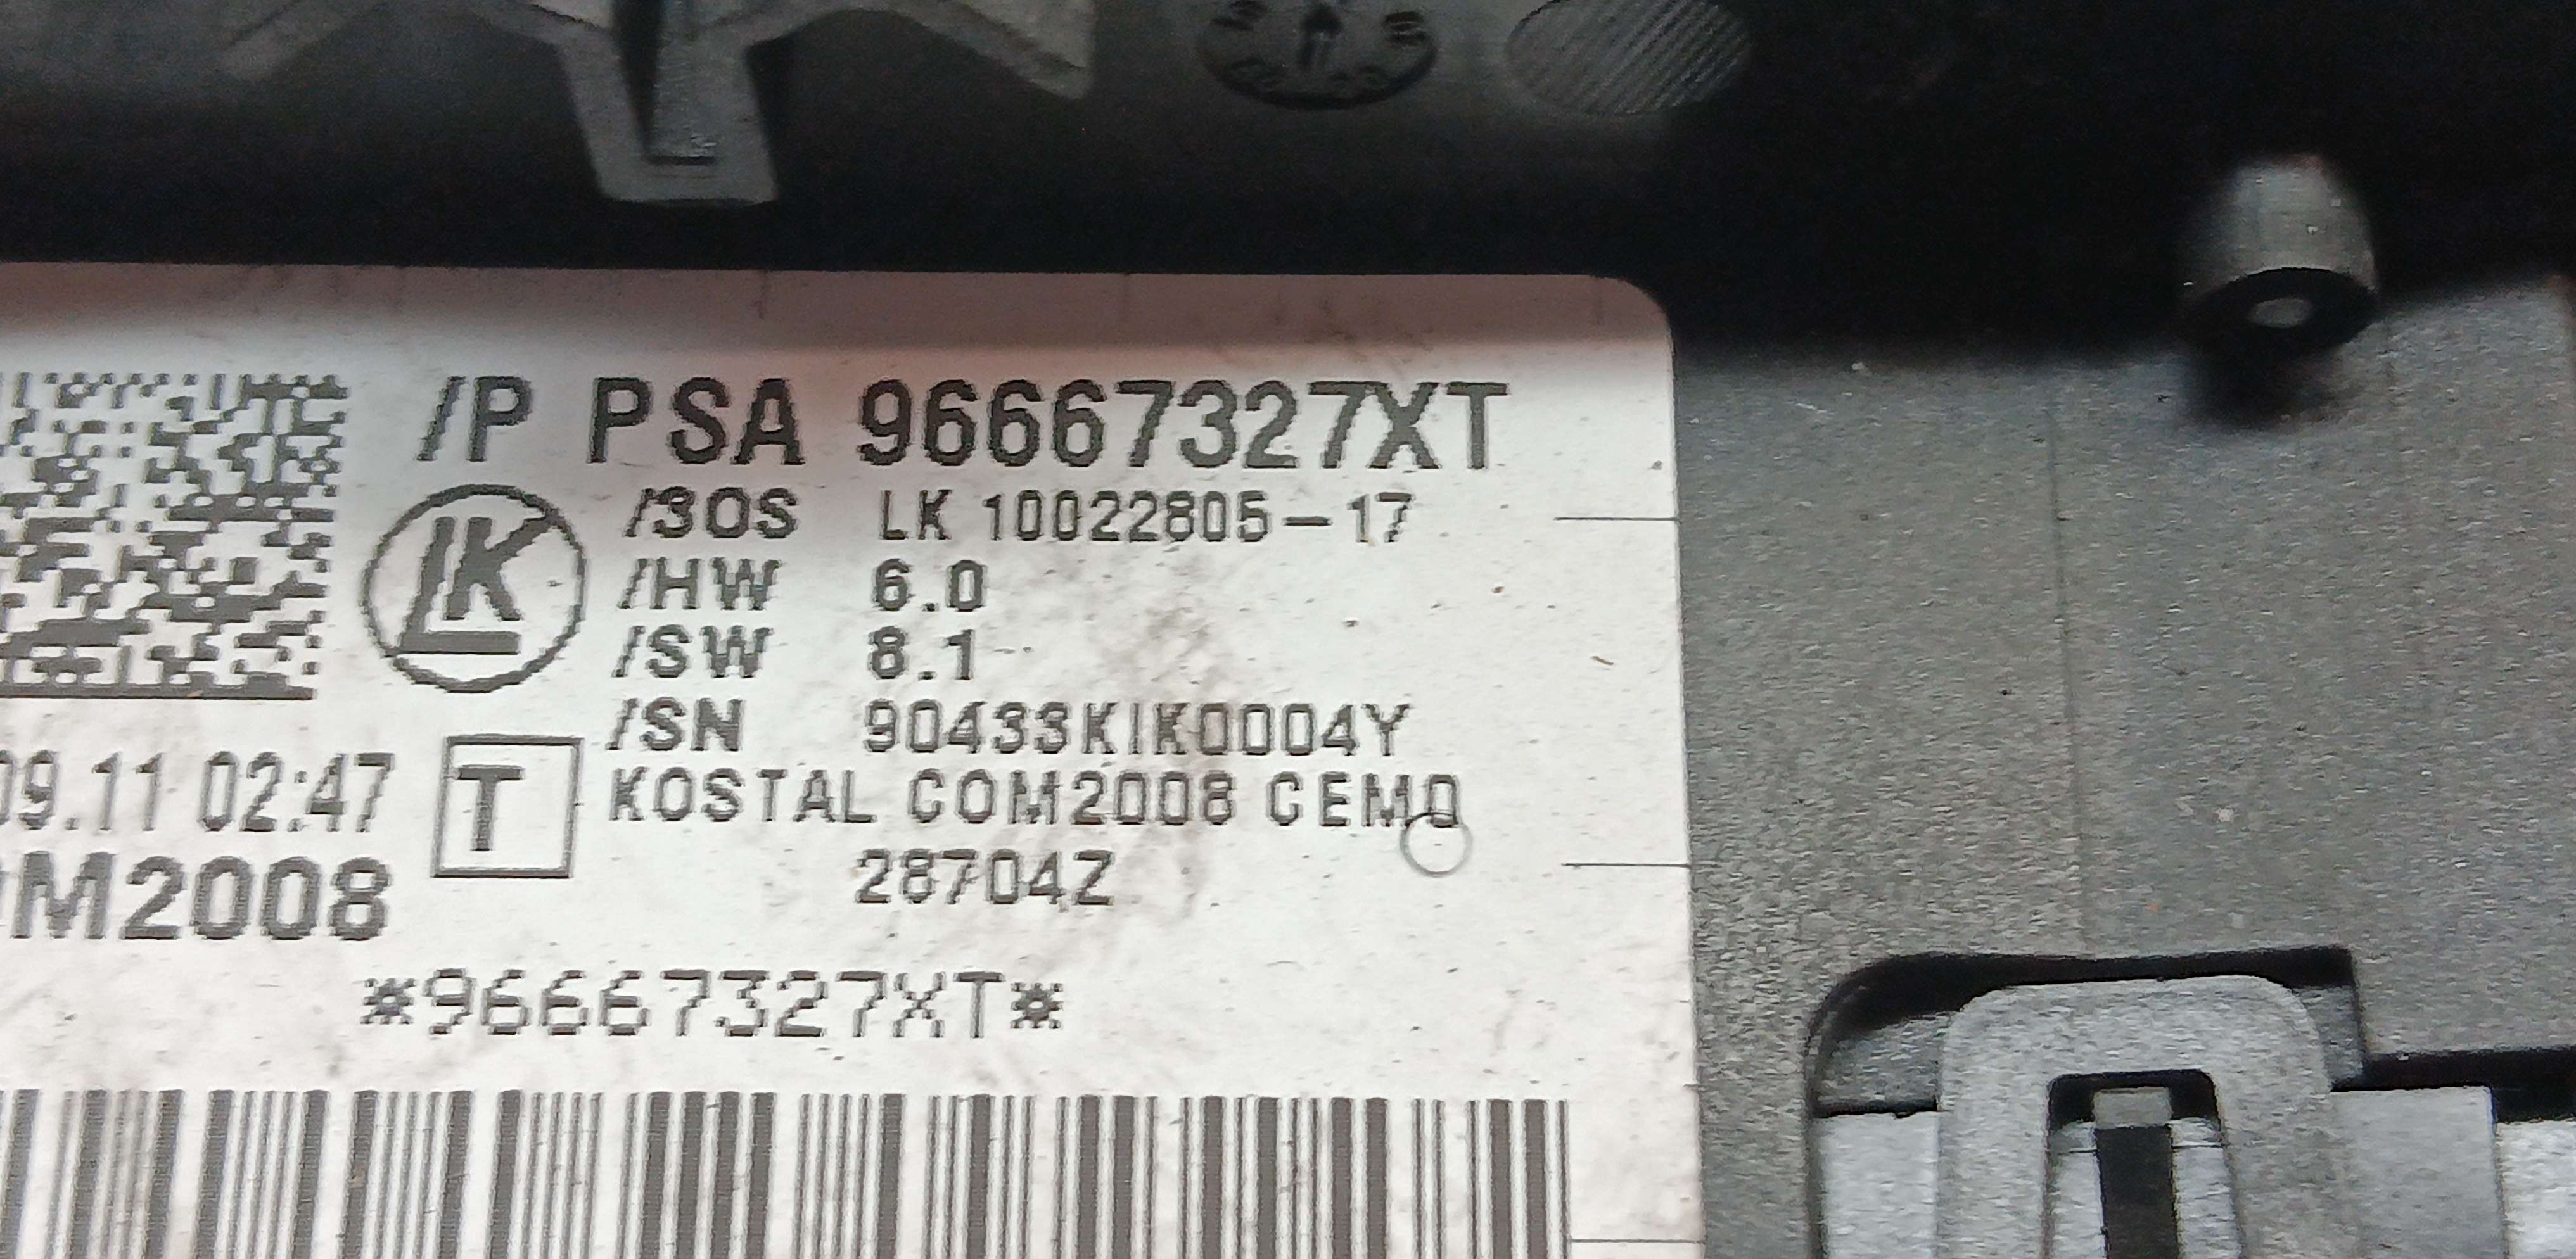 /P PSA 96667327XT
LK
/3OS LK 10022805-17
/HW 6.0
/SW 8.1
/SN 90433KIK0004Y
09.11 02:47
T
KOSTAL COM2008 CEM0
28704Z
M2008
*96667327XT*